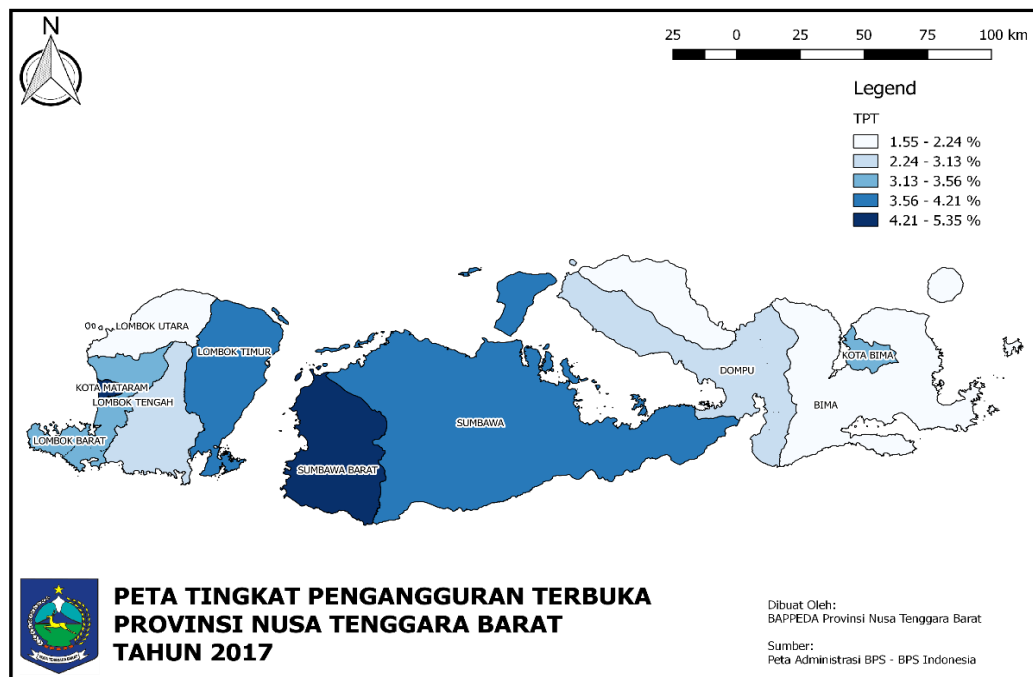 N
25 0 25 50 75 100 km
Legend
TPT
1.55 - 2.24 %
2.24 - 3.13 %
3.13 - 3.56 %
3.56 - 4.21 %
4.21 - 5.35 %
LOMBOK UTARA
LOMBOK TIMUR
KOTA MATARAM
LOMBOK TENGAH
LOMBOK BARAT
SUMBAWA BARAT
SUMBAWA
DOMPU
KOTA BIMA
BIMA
PETA TINGKAT PENGANGGURAN TERBUKA
PROVINSI NUSA TENGGARA BARAT
TAHUN 2017
NUSA TENGGARA BARAT
Dibuat Oleh:
BAPPEDA Provinsi Nusa Tenggara Barat
Sumber:
Peta Administrasi BPS - BPS Indonesia